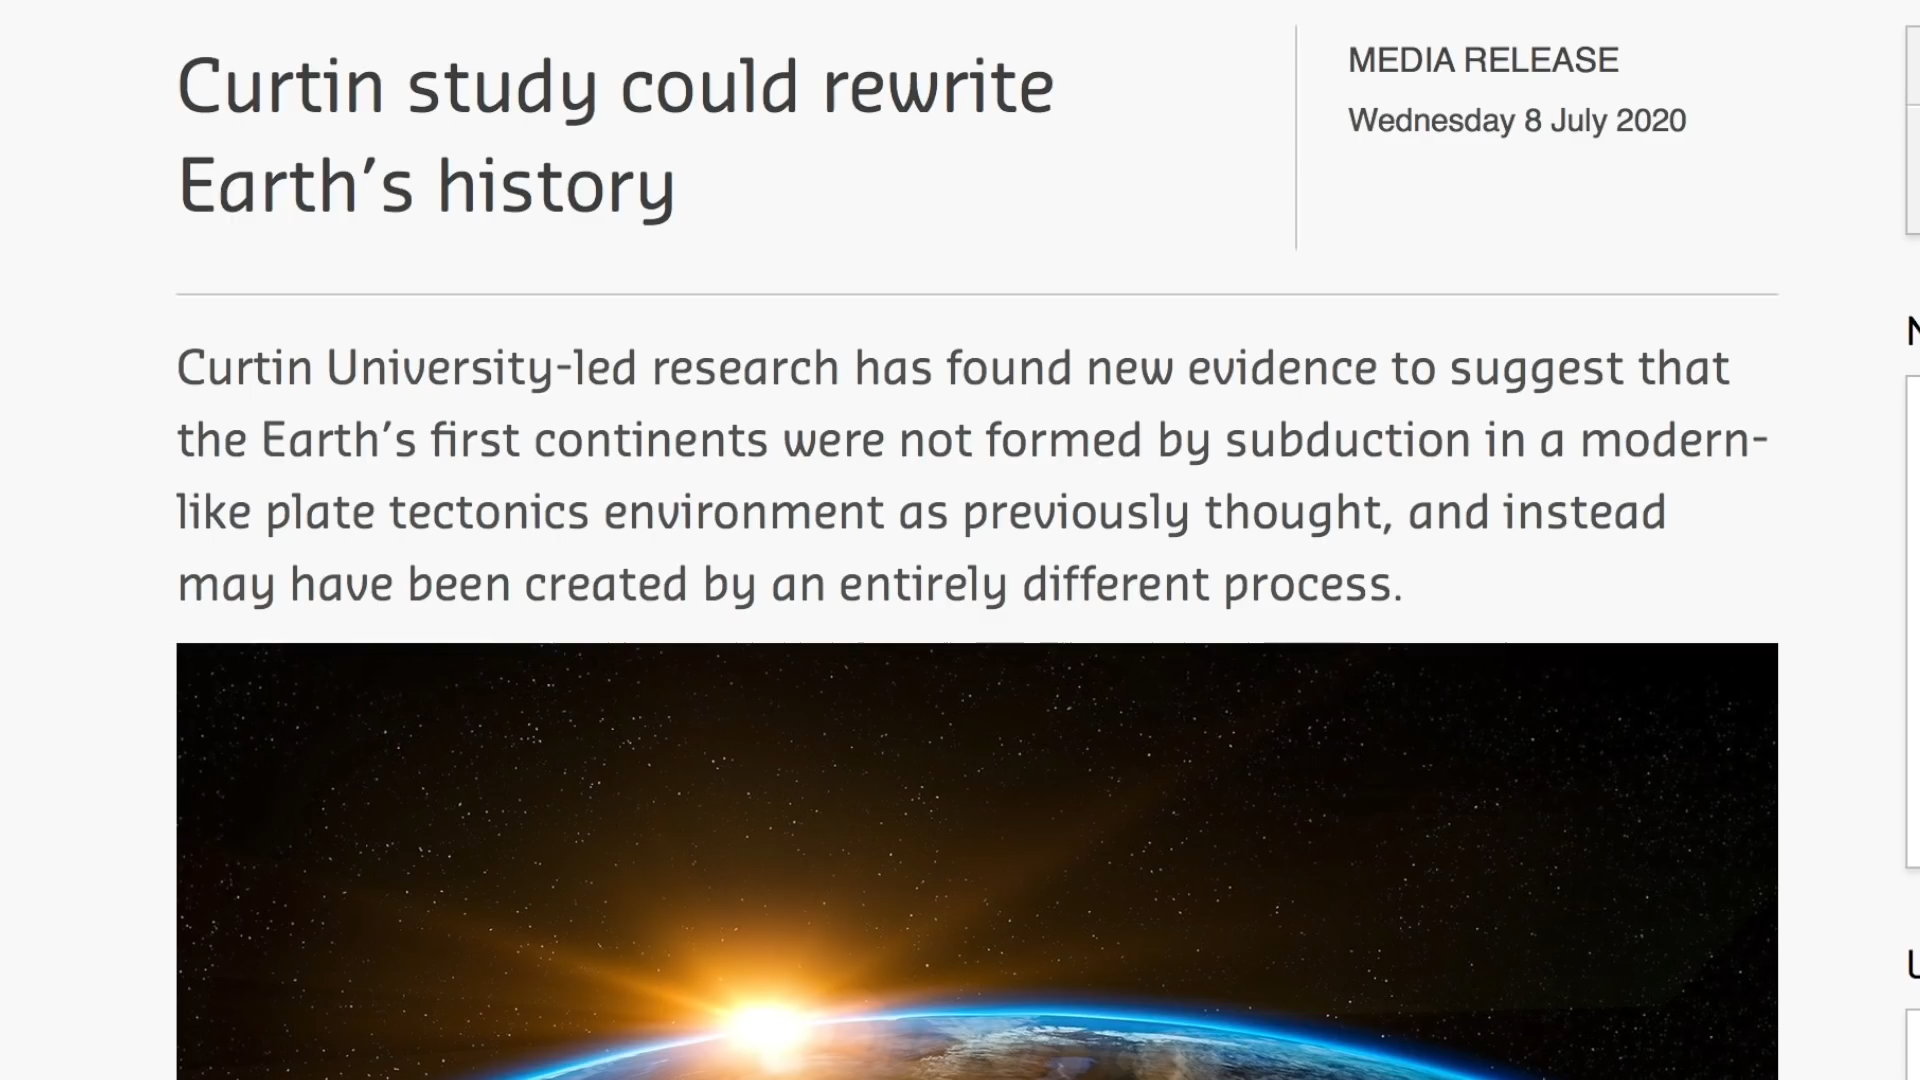 Curtin study could rewrite
Earth's history
MEDIA RELEASE
Wednesday 8 July 2020
Curtin University-led research has found new evidence to suggest that
the Earth's first continents were not formed by subduction in a modern-
like plate tectonics environment as previously thought, and instead
may have been created by an entirely different process.